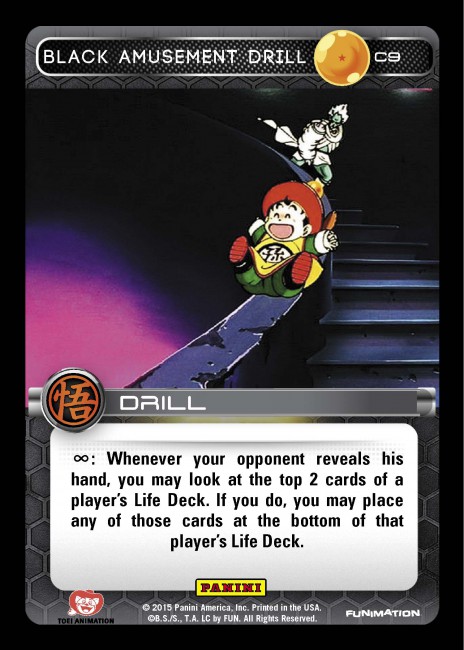 BLACK AMUSEMENT DRILL C9
悟 DRILL
∞: Whenever your opponent reveals his
hand, you may look at the top 2 cards of a
player's Life Deck. If you do, you may place
any of those cards at the bottom of that
player's Life Deck.
PANINI
TOEI ANIMATION
© 2015 Panini America, Inc. Printed in the USA.
©B.S./S., T.A. LC by FUN. All Rights Reserved.
FUNIMATION